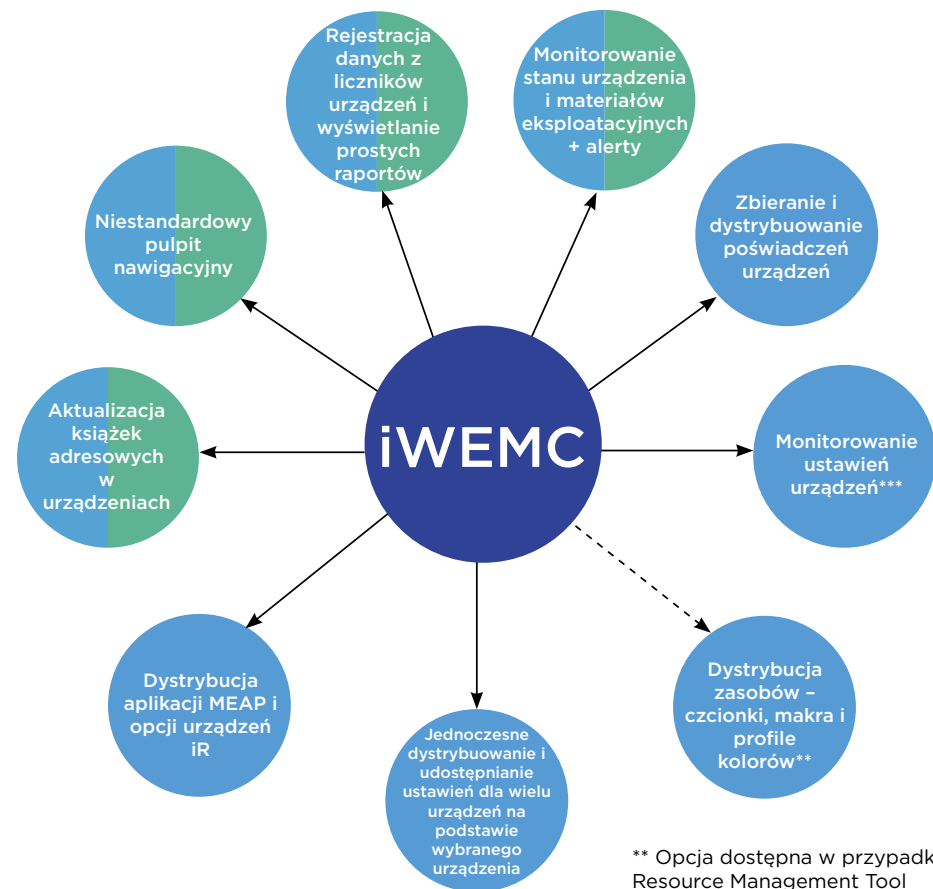 Rejestracja
danych z
liczników
urządzeń i
wyświetlanie
prostych
raportów
Monitorowanie
stanu urządzenia
i materiałów
eksploatacyjnych
+ alerty
Niestandardowy
pulpit
nawigacyjny
Zbieranie i
dystrybuowanie
poświadczeń
urządzeń
Aktualizacja
książek
adresowych
w
urządzeniach
iWEMC
Monitorowanie
ustawień
urządzeń***
Dystrybucja
aplikacji MEAP i
opcji urządzeń
iR
Jednoczesne
dystrybuowanie i
udostępnianie
ustawień dla wielu
urządzeń na
podstawie
wybranego
urządzenia
Dystrybucja
zasobów –
czcionki, makra i
profile
kolorów**
** Opcja dostępna w przypadk
Resource Management Tool